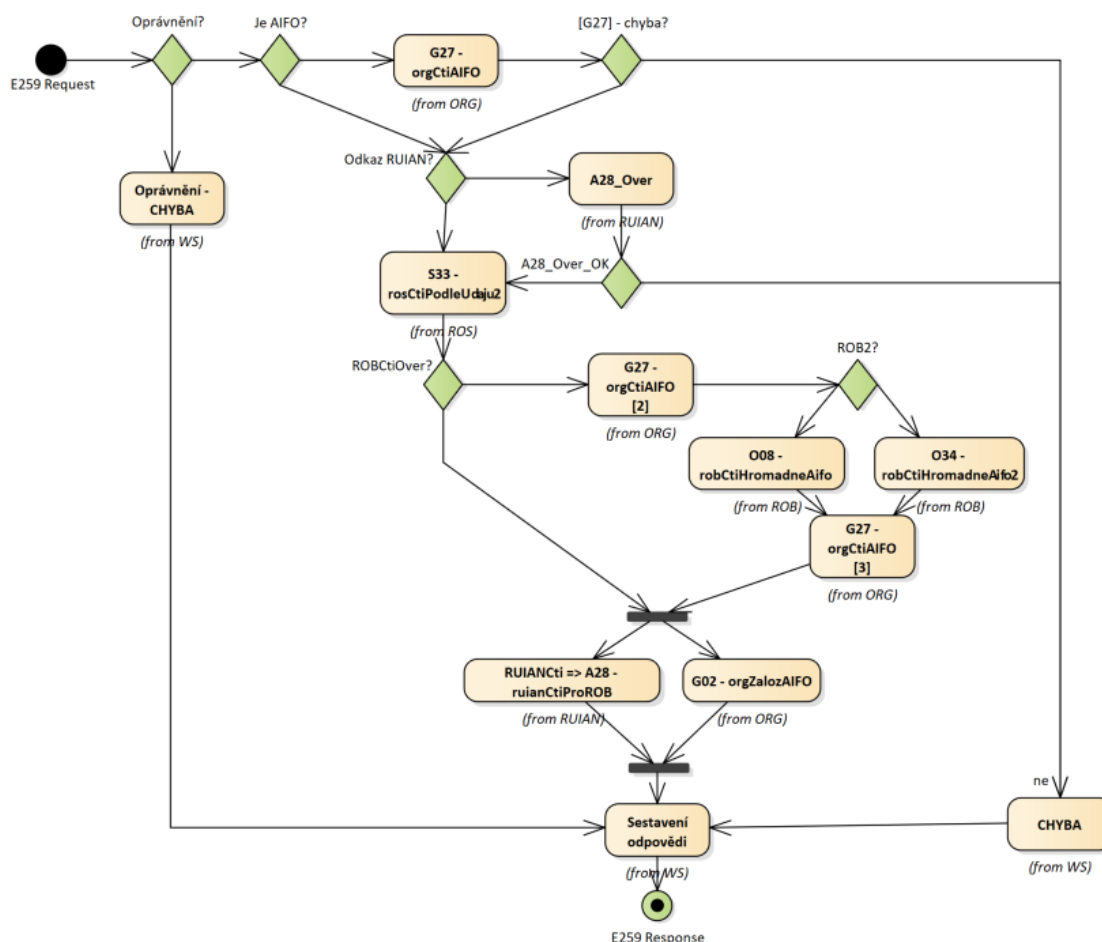 Oprávnění?
Je AIFO?
[G27] - chyba?
G27 -
orgCtiAIFO
(from ORG)
E259 Request
Odkaz RUIAN?
A28_Over
(from RUIAN)
Oprávnění -
CHYBA
(from WS)
A28_Over_OK
S33 -
rosCtiPodleUdaju2
(from ROS)
ROBCtiOver?
G27 -
orgCtiAIFO
[2]
(from ORG)
ROB2?
O08 -
robCtiHromadneAifo
(from ROB)
O34 -
robCtiHromadneAifo2
(from ROB)
G27 -
orgCtiAIFO
[3]
(from ORG)
RUIANCti => A28 -
ruianCtiProROB
(from RUIAN)
G02 - orgZalozAIFO
(from ORG)
ne
CHYBA
(from WS)
Sestavení
odpovědi
(from WS)
E259 Response